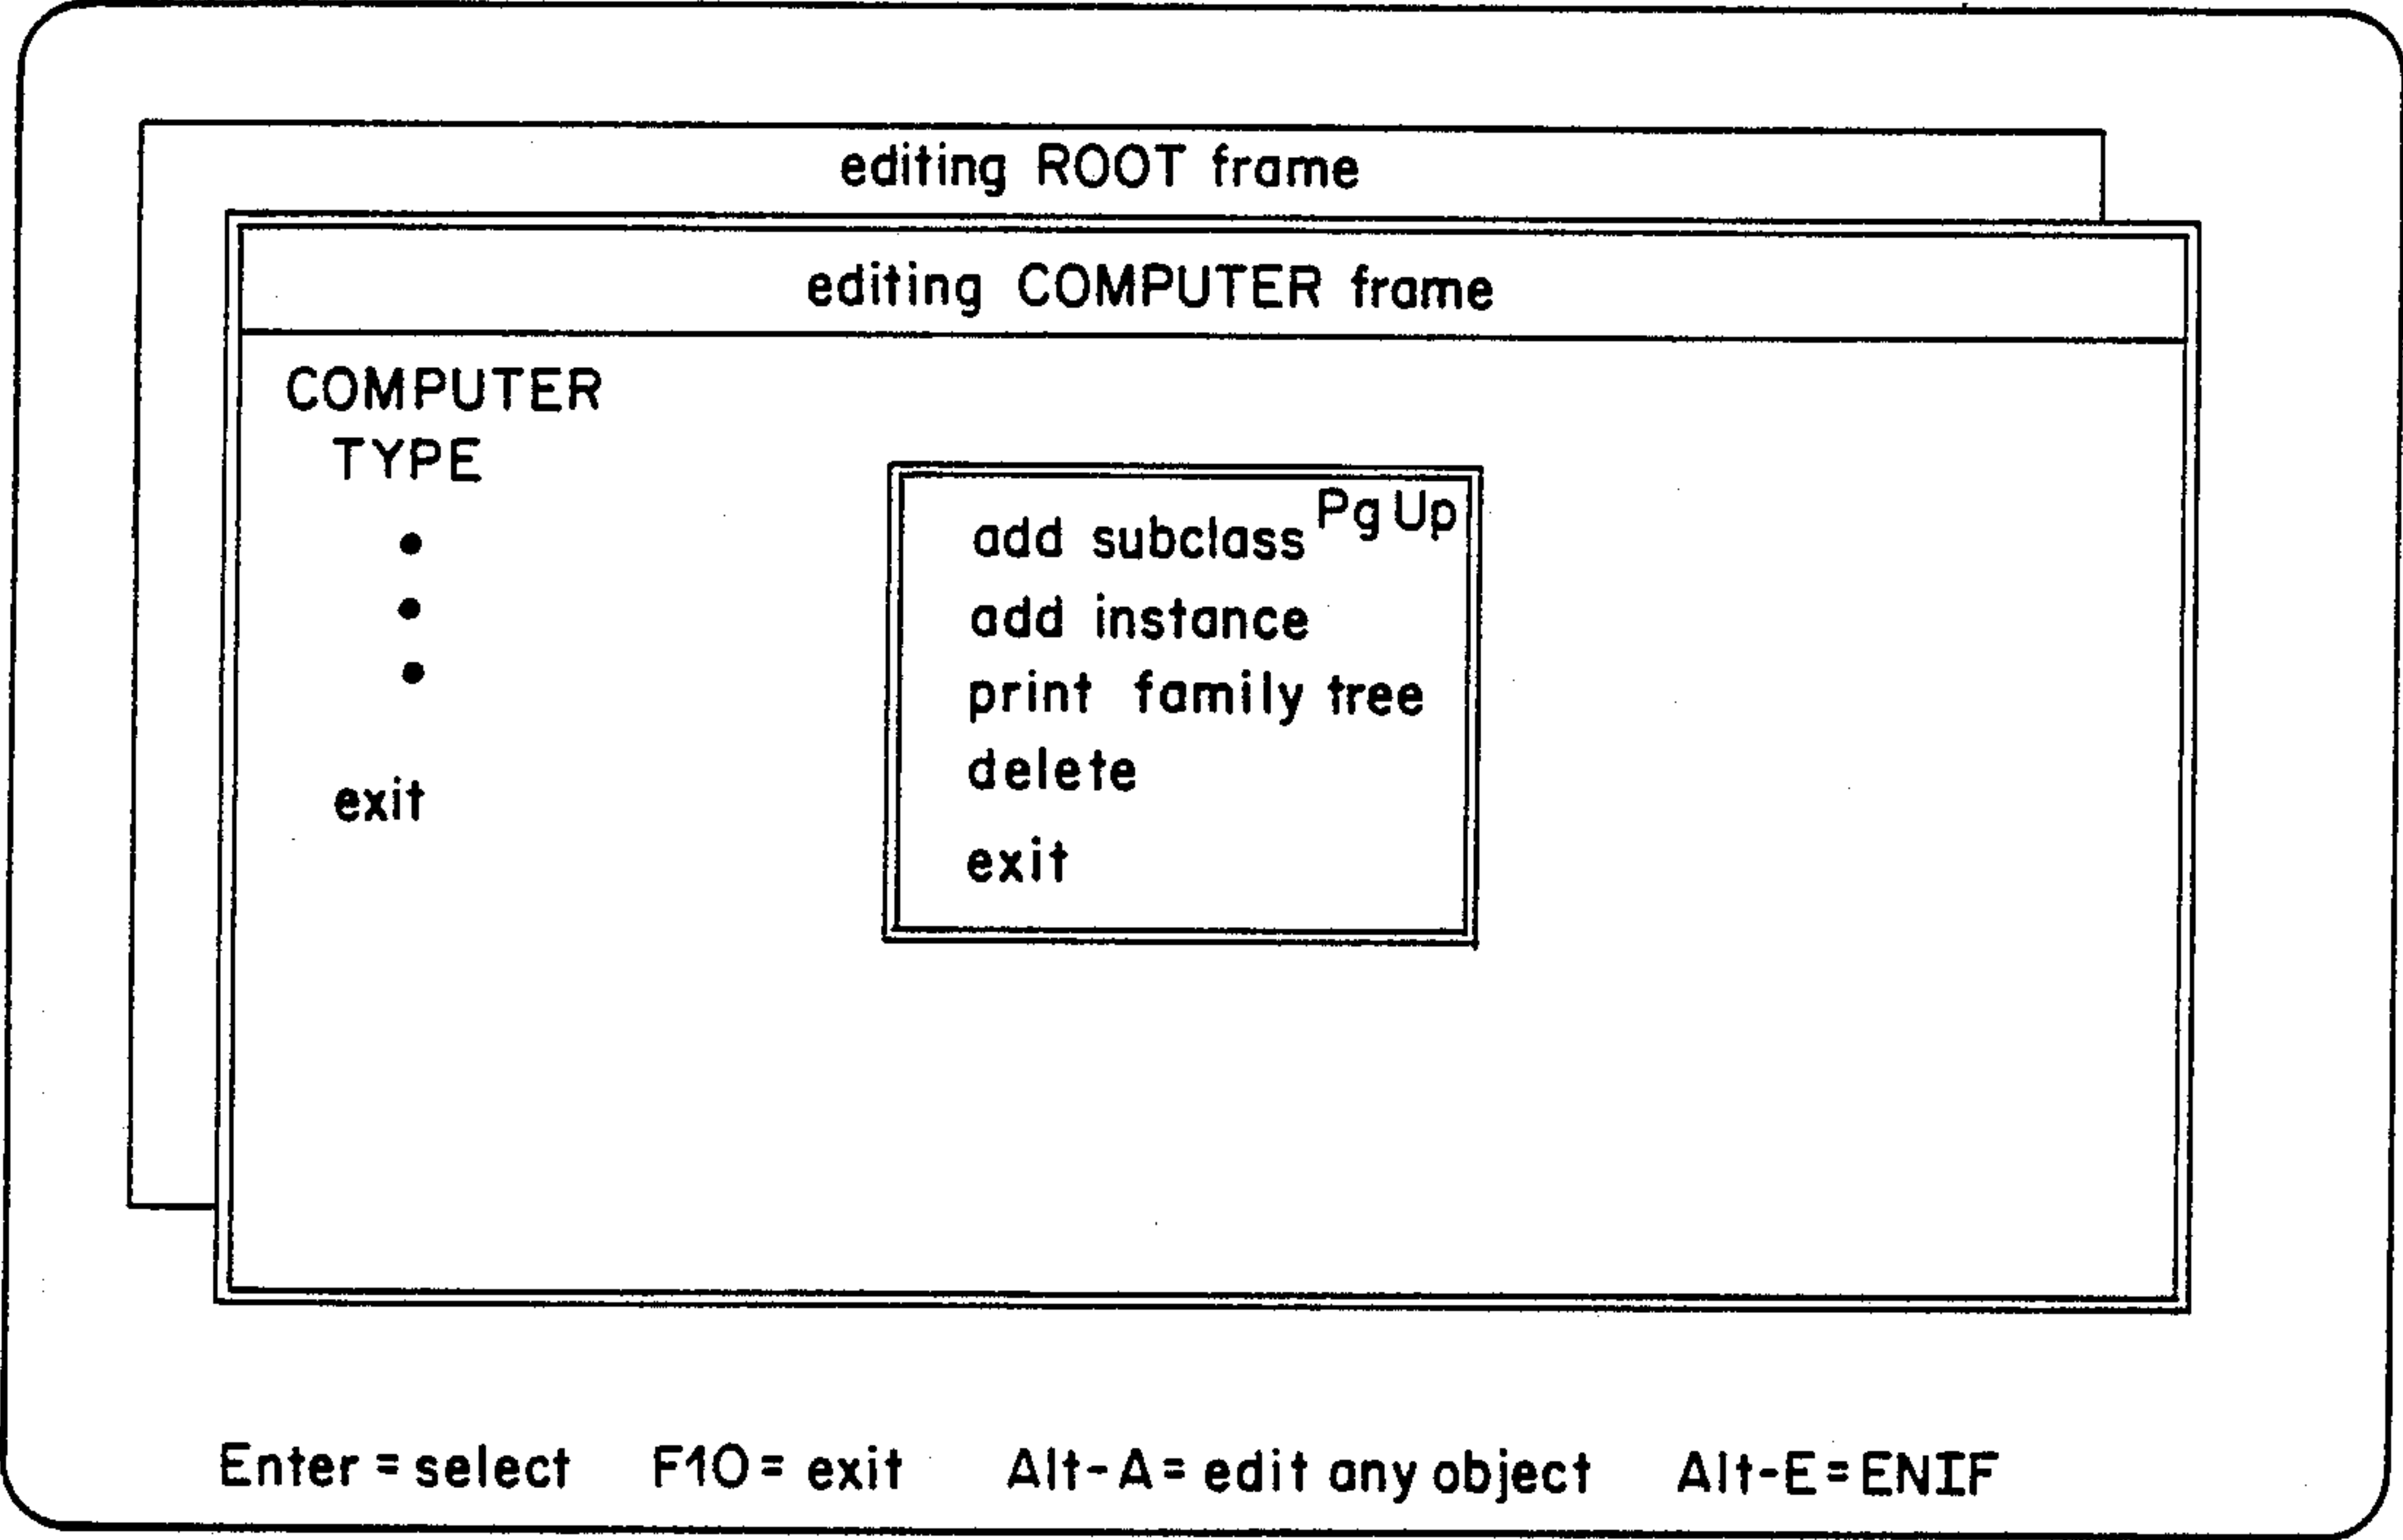 editing ROOT frame
editing COMPUTER frame
COMPUTER
TYPE
exit
Pg Up
add subclass
add instance
print family tree
delete
exit
Enter = select F10 = exit Alt-A = edit any object Alt-E = ENIF